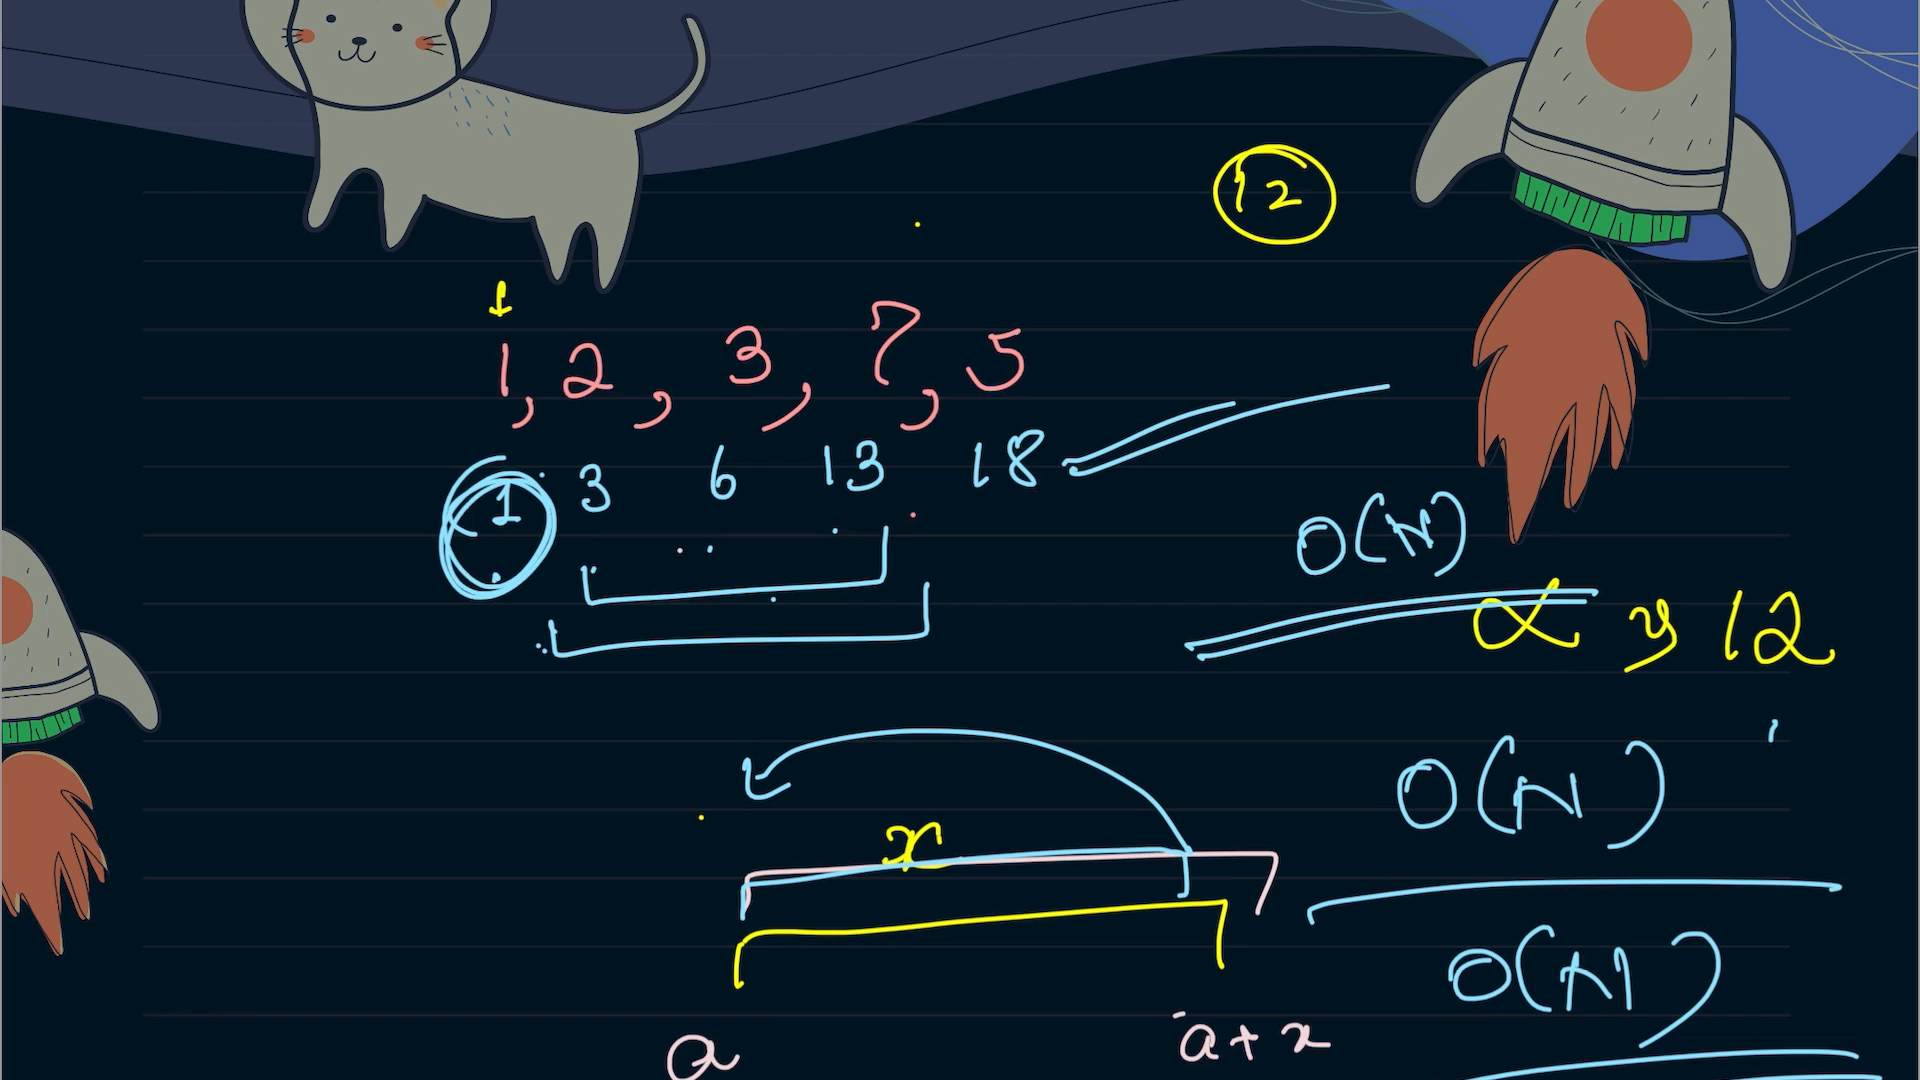 12
1, 2, 3, 7, 5
1 3 6 13 18
O(N)
12
O(N)
x
O(N)
a a+x